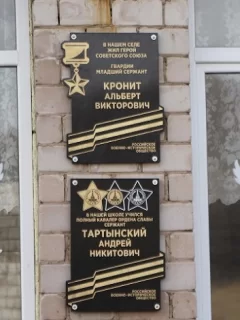 В НАШЕМ СЕЛЕ
ЖИЛ ГЕРОЙ
СОВЕТСКОГО СОЮЗА
ГВАРДИИ
МЛАДШИЙ СЕРЖАНТ
КРОНИТ
АЛЬБЕРТ
ВИКТОРОВИЧ
РОССИЙСКОЕ
ВОЕННО-ИСТОРИЧЕСКОЕ
ОБЩЕСТВО
В НАШЕЙ ШКОЛЕ УЧИЛСЯ
ПОЛНЫЙ КАВАЛЕР ОРДЕНА СЛАВЫ
СЕРЖАНТ
ТАРТЫНСКИЙ
АНДРЕЙ
НИКИТОВИЧ
РОССИЙСКОЕ
ВОЕННО-ИСТОРИЧЕСКОЕ
ОБЩЕСТВО